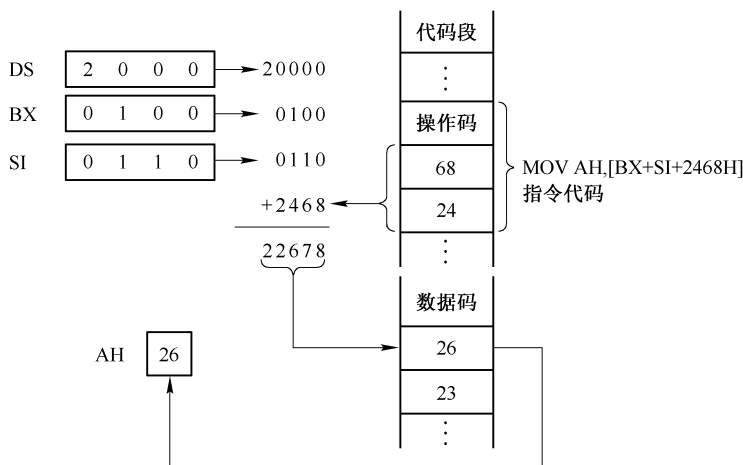 代码段
DS 2 0 0 0 20000
BX 0 1 0 0 0100
操作码
SI 0 1 1 0 0110
68
MOV AH,[BX+SI+2468H]
指令代码
+2468
24
22678
数据码
AH 26
26
23